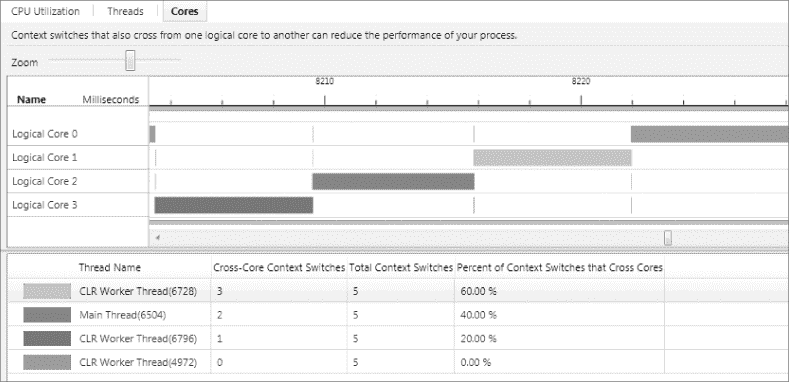 CPU Utilization Threads Cores
Context switches that also cross from one logical core to another can reduce the performance of your process.
Zoom
8210 8220
Name Milliseconds
Logical Core 0
Logical Core 1
Logical Core 2
Logical Core 3
Thread Name Cross-Core Context Switches Total Context Switches Percent of Context Switches that Cross Cores
CLR Worker Thread(6728) 3 5 60.00 %
Main Thread(6504) 2 5 40.00 %
CLR Worker Thread(6796) 1 5 20.00 %
CLR Worker Thread(4972) 0 5 0.00 %